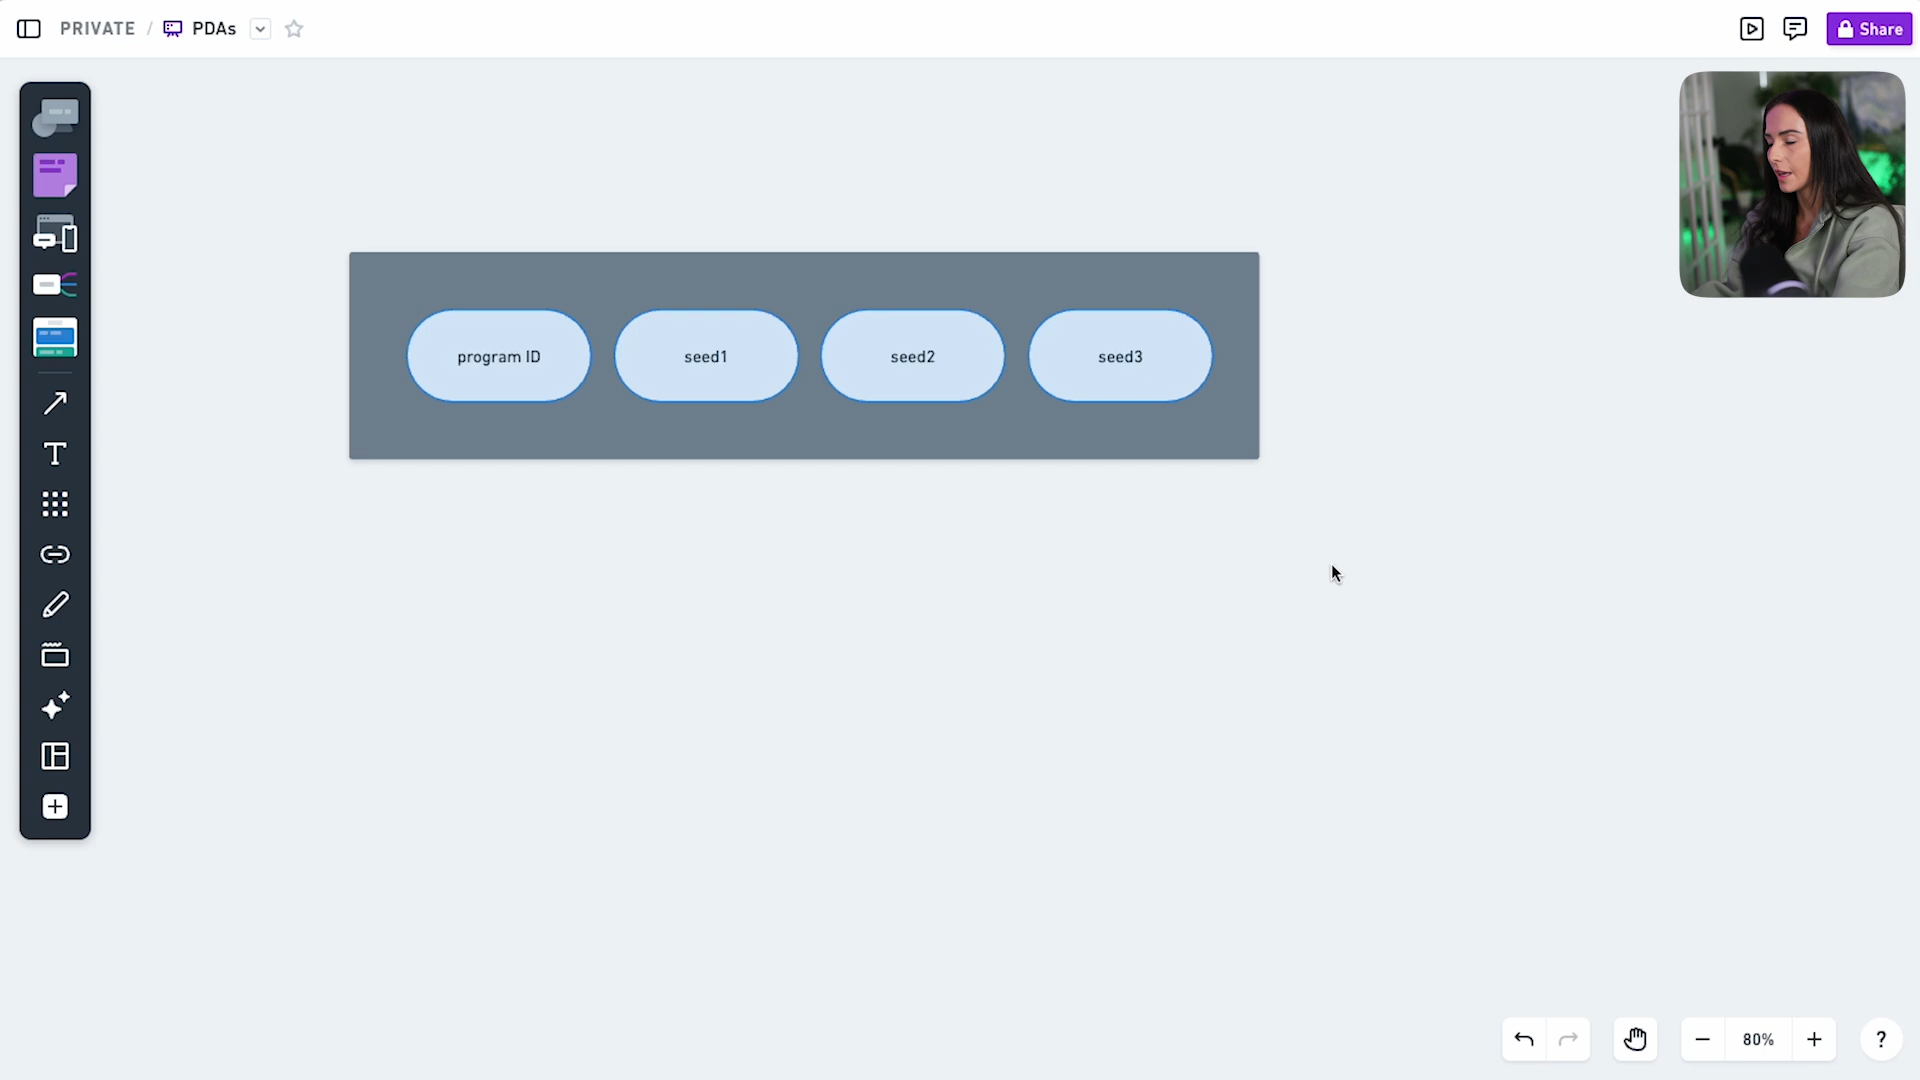 PRIVATE / PDAs
Share
program ID
seed1
seed2
seed3
80%
?